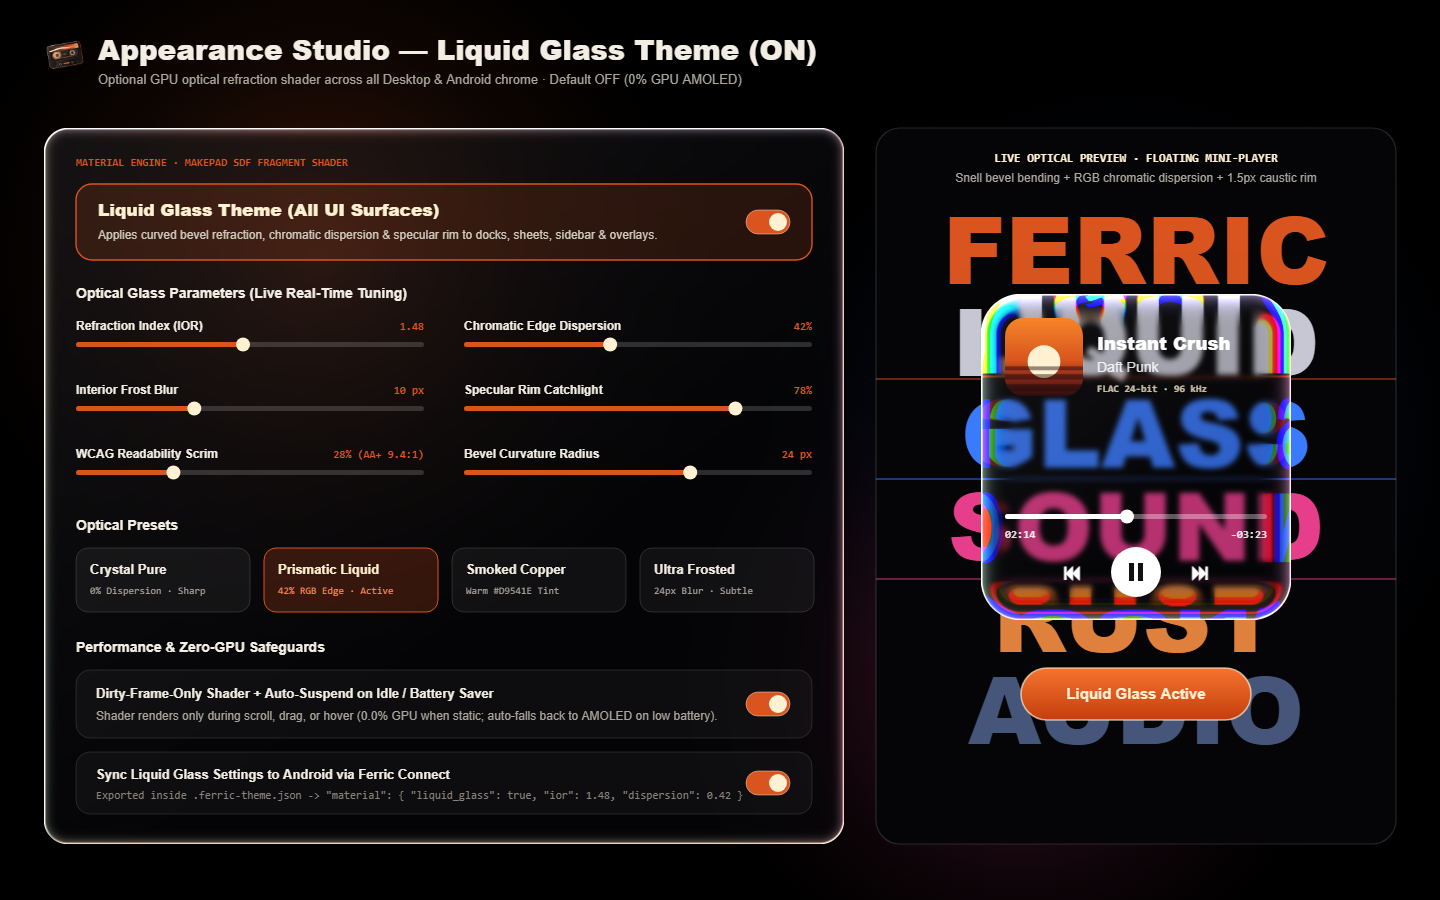 Appearance Studio — Liquid Glass Theme (ON)
Optional GPU optical refraction shader across all Desktop & Android chrome · Default OFF (0% GPU AMOLED)
MATERIAL ENGINE · MAKEPAD SDF FRAGMENT SHADER
Liquid Glass Theme (All UI Surfaces)
Applies curved bevel refraction, chromatic dispersion & specular rim to docks, sheets, sidebar & overlays.
Optical Glass Parameters (Live Real-Time Tuning)
Refraction Index (IOR) 1.48
Chromatic Edge Dispersion 42%
Interior Frost Blur 10 px
Specular Rim Catchlight 78%
WCAG Readability Scrim 28% (AA+ 9.4:1)
Bevel Curvature Radius 24 px
Optical Presets
Crystal Pure
0% Dispersion · Sharp
Prismatic Liquid
42% RGB Edge · Active
Smoked Copper
Warm #D9541E Tint
Ultra Frosted
24px Blur · Subtle
Performance & Zero-GPU Safeguards
Dirty-Frame-Only Shader + Auto-Suspend on Idle / Battery Saver
Shader renders only during scroll, drag, or hover (0.0% GPU when static; auto-falls back to AMOLED on low battery).
Sync Liquid Glass Settings to Android via Ferric Connect
Exported inside .ferric-theme.json -> "material": { "liquid_glass": true, "ior": 1.48, "dispersion": 0.42 }
LIVE OPTICAL PREVIEW · FLOATING MINI-PLAYER
Snell bevel bending + RGB chromatic dispersion + 1.5px caustic rim
FERRIC
LIQUID
Instant Crush
Daft Punk
FLAC 24-bit · 96 kHz
GLASS
SOUND
02:14 -03:23
RUST
Liquid Glass Active
AUDIO